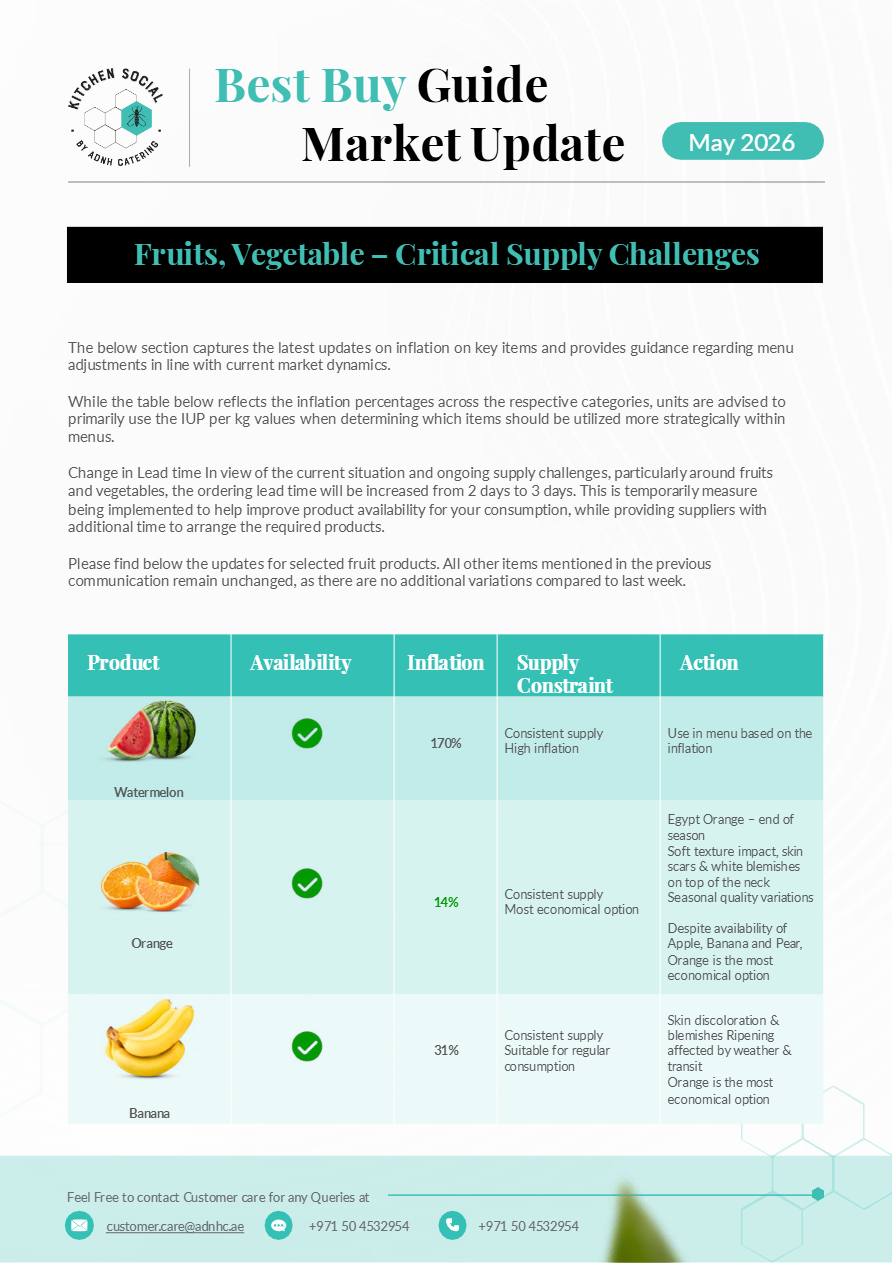 KITCHEN SOCIAL
BY ADNH CATERING
Best Buy Guide
Market Update
May 2026
Fruits, Vegetable – Critical Supply Challenges
The below section captures the latest updates on inflation on key items and provides guidance regarding menu
adjustments in line with current market dynamics.
While the table below reflects the inflation percentages across the respective categories, units are advised to
primarily use the IUP per kg values when determining which items should be utilized more strategically within
menus.
Change in Lead time In view of the current situation and ongoing supply challenges, particularly around fruits
and vegetables, the ordering lead time will be increased from 2 days to 3 days. This is temporarily measure
being implemented to help improve product availability for your consumption, while providing suppliers with
additional time to arrange the required products.
Please find below the updates for selected fruit products. All other items mentioned in the previous
communication remain unchanged, as there are no additional variations compared to last week.
Product
Availability
Inflation
Supply
Constraint
Action
Watermelon
170%
Consistent supply
High inflation
Use in menu based on the
inflation
Orange
14%
Consistent supply
Most economical option
Egypt Orange – end of
season
Soft texture impact, skin
scars & white blemishes
on top of the neck
Seasonal quality variations
Despite availability of
Apple, Banana and Pear,
Orange is the most
economical option
Banana
31%
Consistent supply
Suitable for regular
consumption
Skin discoloration &
blemishes Ripening
affected by weather &
transit
Orange is the most
economical option
Feel Free to contact Customer care for any Queries at
customer.care@adnhc.ae
+971 50 4532954
+971 50 4532954